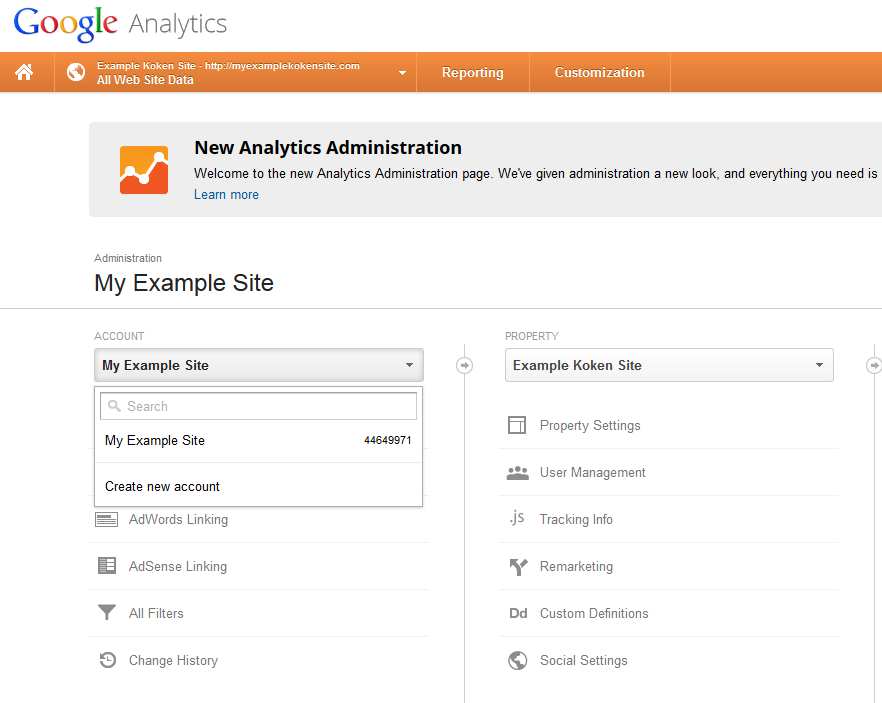 Google Analytics
Example Koken Site - http://myexamplekokensite.com
All Web Site Data
Reporting
Customization
New Analytics Administration
Welcome to the new Analytics Administration page. We've given administration a new look, and everything you need is
Learn more
Administration
My Example Site
ACCOUNT
My Example Site
Search
My Example Site 44649971
Create new account
AdWords Linking
AdSense Linking
All Filters
Change History
PROPERTY
Example Koken Site
Property Settings
User Management
.js Tracking Info
Remarketing
Dd Custom Definitions
Social Settings